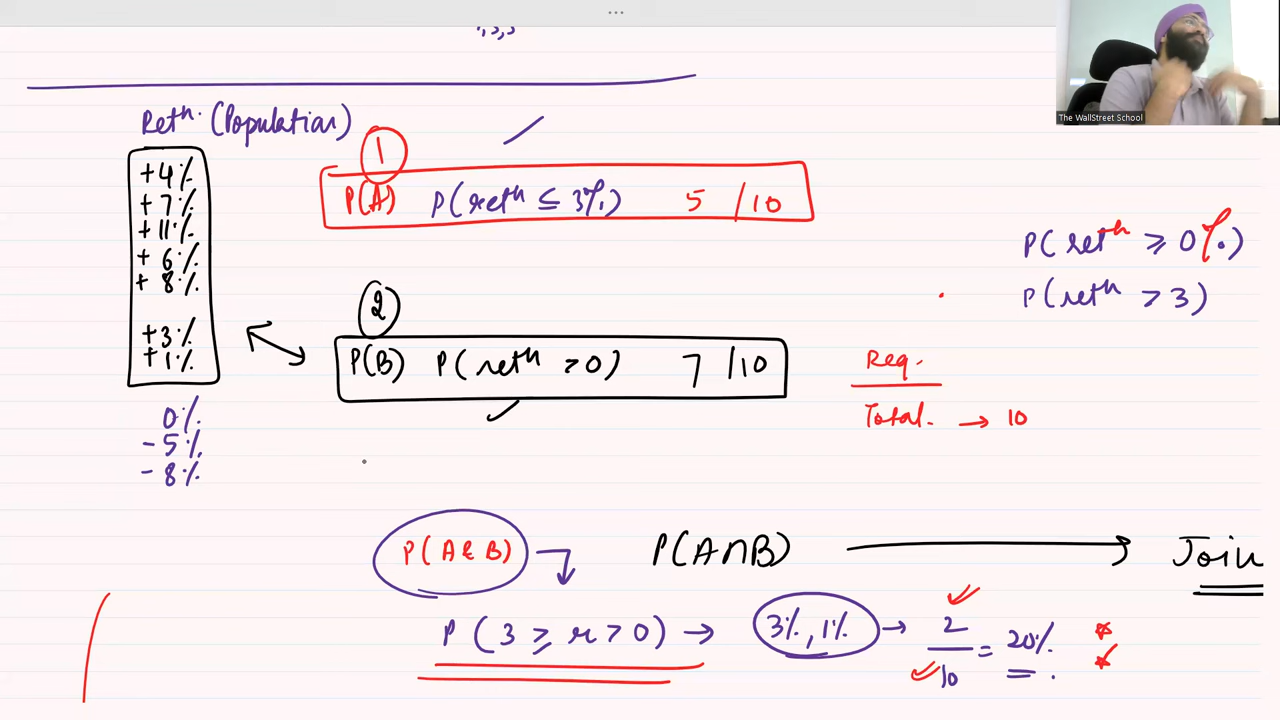 The WallStreet School
Retn. (Population)
+4%
+7%
+11%
+6%
+8%
+3%
+1%
0%
-5%
-8%
1
P(A) P(retn ≤ 3%) 5 /10
2
P(B) P(retn >0) 7 /10
P(retn ≥ 0%)
P(retn > 3)
Req.
Total. → 10
P(A & B) P(A∩B) → Join
P (3 ≥ r > 0) → 3%, 1% → 2/10 = 20%.